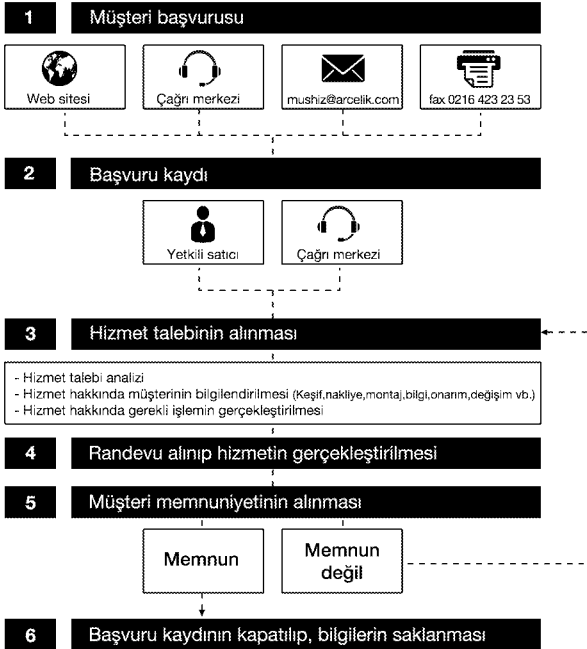 1 Müşteri başvurusu
Web sitesi
Çağrı merkezi
mushiz@arcelik.com
fax 0216 423 23 53
2 Başvuru kaydı
Yetkili satıcı
Çağrı merkezi
3 Hizmet talebinin alınması
- Hizmet talebi analizi
- Hizmet hakkında müşterinin bilgilendirilmesi (Keşif,nakliye,montaj,bilgi,onarım,değişim vb.)
- Hizmet hakkında gerekli işlemin gerçekleştirilmesi
4 Randevu alınıp hizmetin gerçekleştirilmesi
5 Müşteri memnuniyetinin alınması
Memnun
Memnun
değil
6 Başvuru kaydının kapatılıp, bilgilerin saklanması